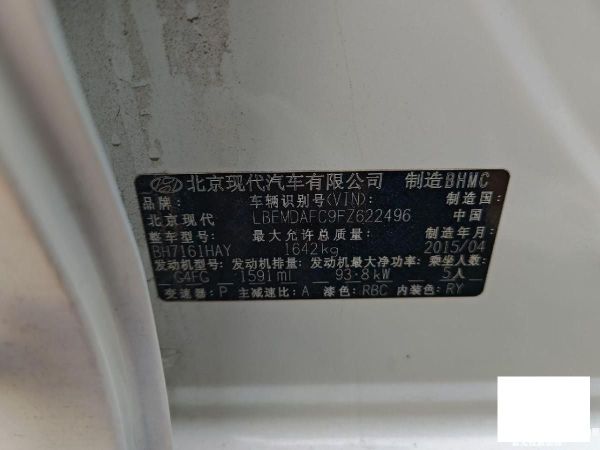 北京现代汽车有限公司 制造BHMC
品牌: 车辆识别号(VIN): 制造国:
北京现代 LBEMDAFC9FZ622496 中国
整车型号: 最大允许总质量: 制造年月:
BH7161HAY 1642kg 2015/04
发动机型号: 发动机排量: 发动机最大净功率: 乘坐人数:
G4FG 1591ml 93.8kW 5人
变速器: P 主减速比: A 漆色: RBC 内装色: RY